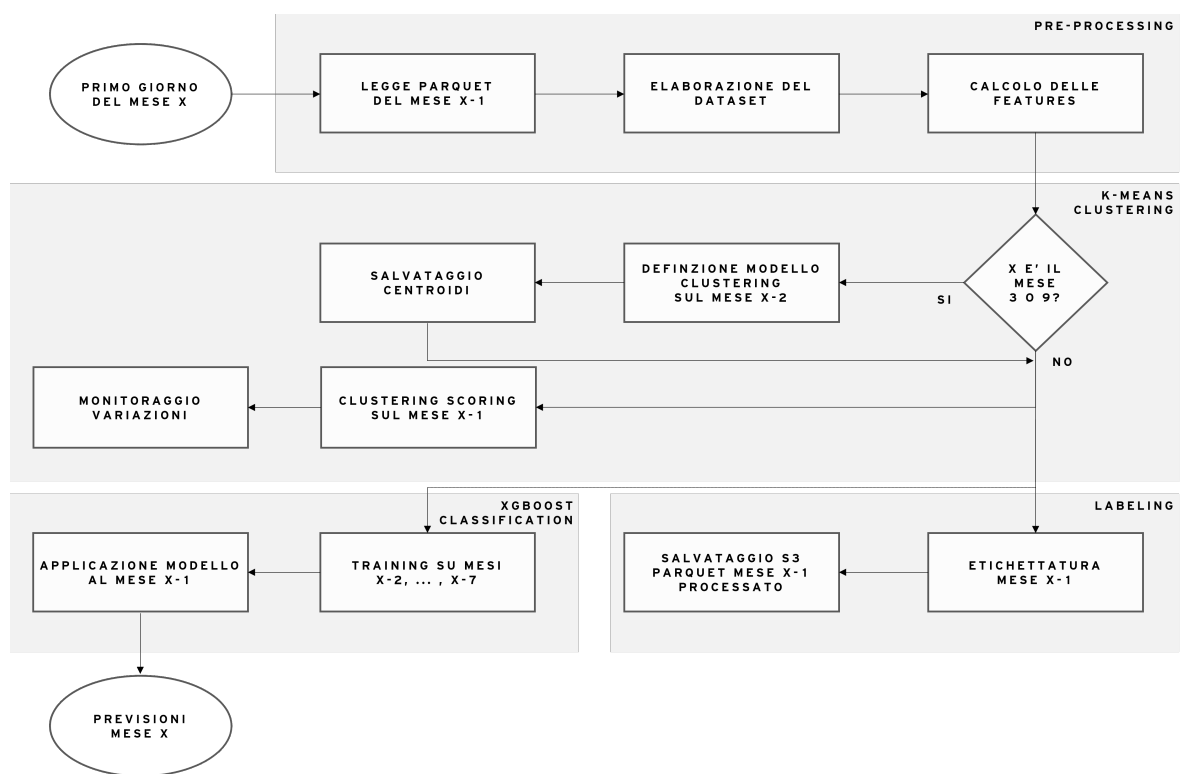 PRE-PROCESSING
PRIMO GIORNO
DEL MESE X
LEGGE PARQUET
DEL MESE X-1
ELABORAZIONE DEL
DATASET
CALCOLO DELLE
FEATURES
K-MEANS
CLUSTERING
X E' IL
MESE
3 O 9?
SI
NO
DEFINZIONE MODELLO
CLUSTERING
SUL MESE X-2
SALVATAGGIO
CENTROIDI
MONITORAGGIO
VARIAZIONI
CLUSTERING SCORING
SUL MESE X-1
XGBOOST
CLASSIFICATION
APPLICAZIONE MODELLO
AL MESE X-1
TRAINING SU MESI
X-2, ... , X-7
LABELING
SALVATAGGIO S3
PARQUET MESE X-1
PROCESSATO
ETICHETTATURA
MESE X-1
PREVISIONI
MESE X